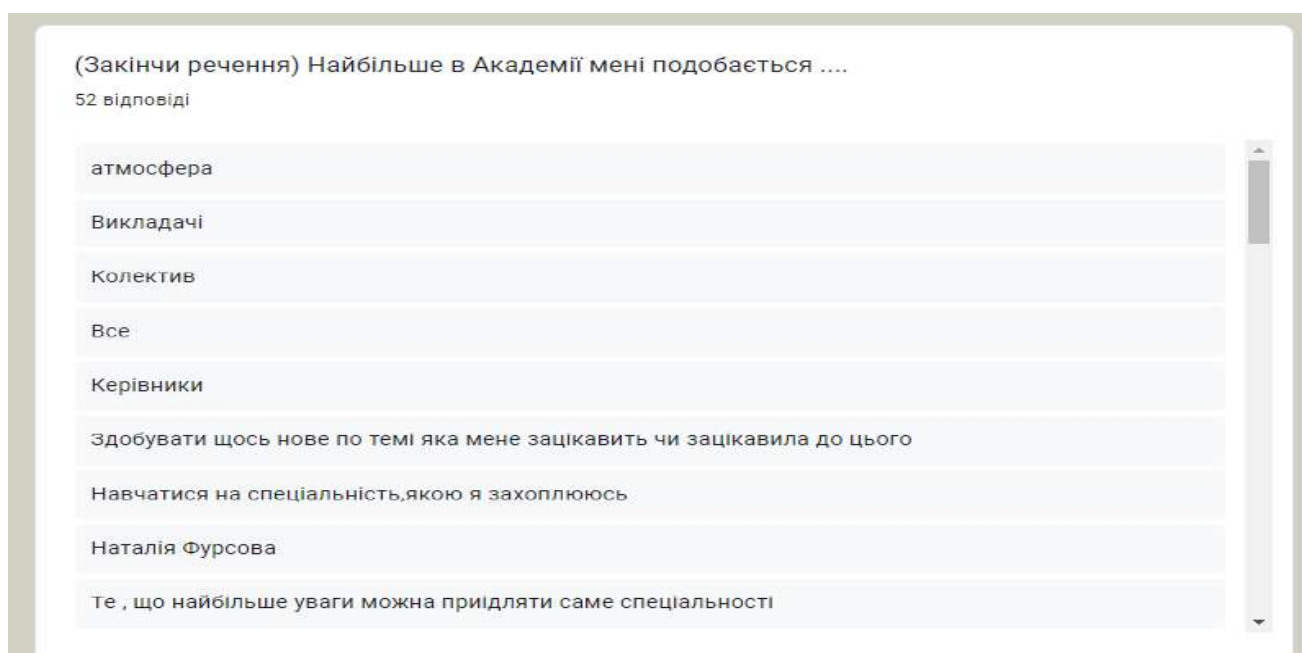 (Закінчи речення) Найбільше в Академії мені подобається ....
52 відповіді
атмосфера
Викладачі
Колектив
Все
Керівники
Здобувати щось нове по темі яка мене зацікавить чи зацікавила до цього
Навчатися на спеціальність,якою я захоплююсь
Наталія Фурсова
Те , що найбільше уваги можна приідляти саме спеціальності